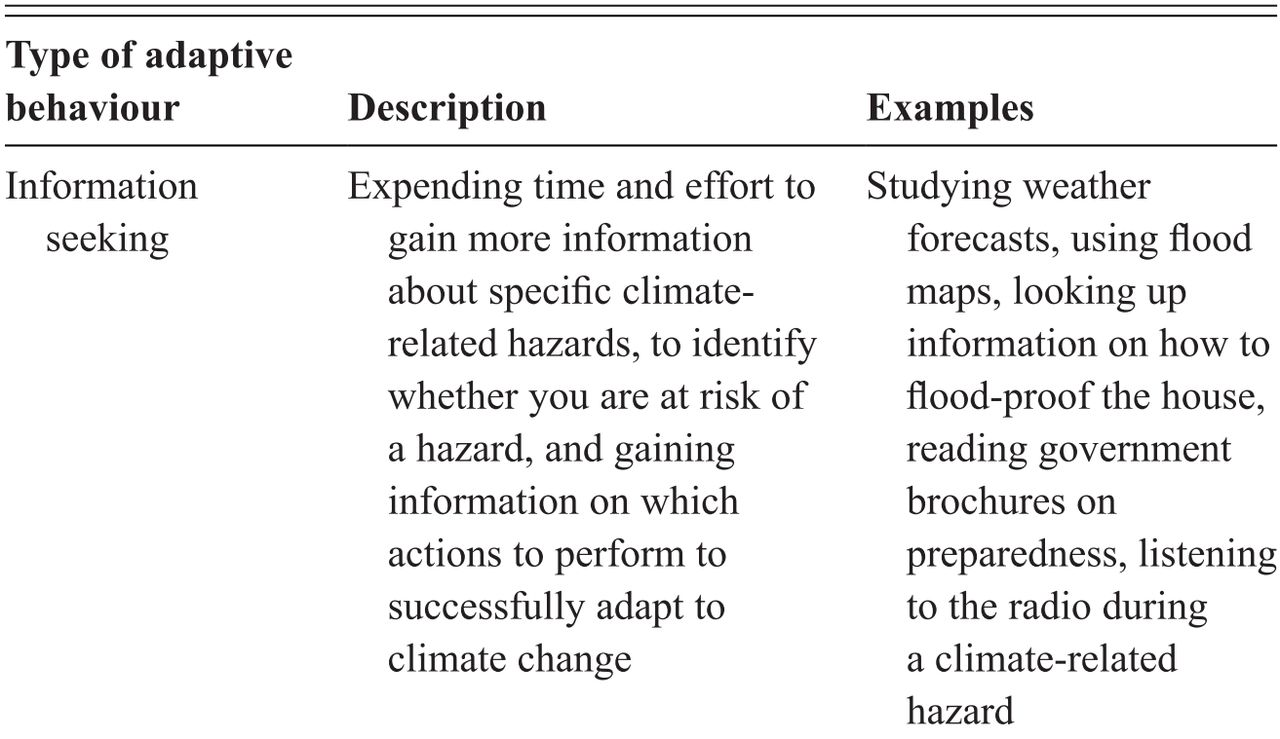 Type of adaptive
behaviour
Description
Examples
Information
seeking
Expending time and effort to
gain more information
about specific climate-
related hazards, to identify
whether you are at risk of
a hazard, and gaining
information on which
actions to perform to
successfully adapt to
climate change
Studying weather
forecasts, using flood
maps, looking up
information on how to
flood-proof the house,
reading government
brochures on
preparedness, listening
to the radio during
a climate-related
hazard